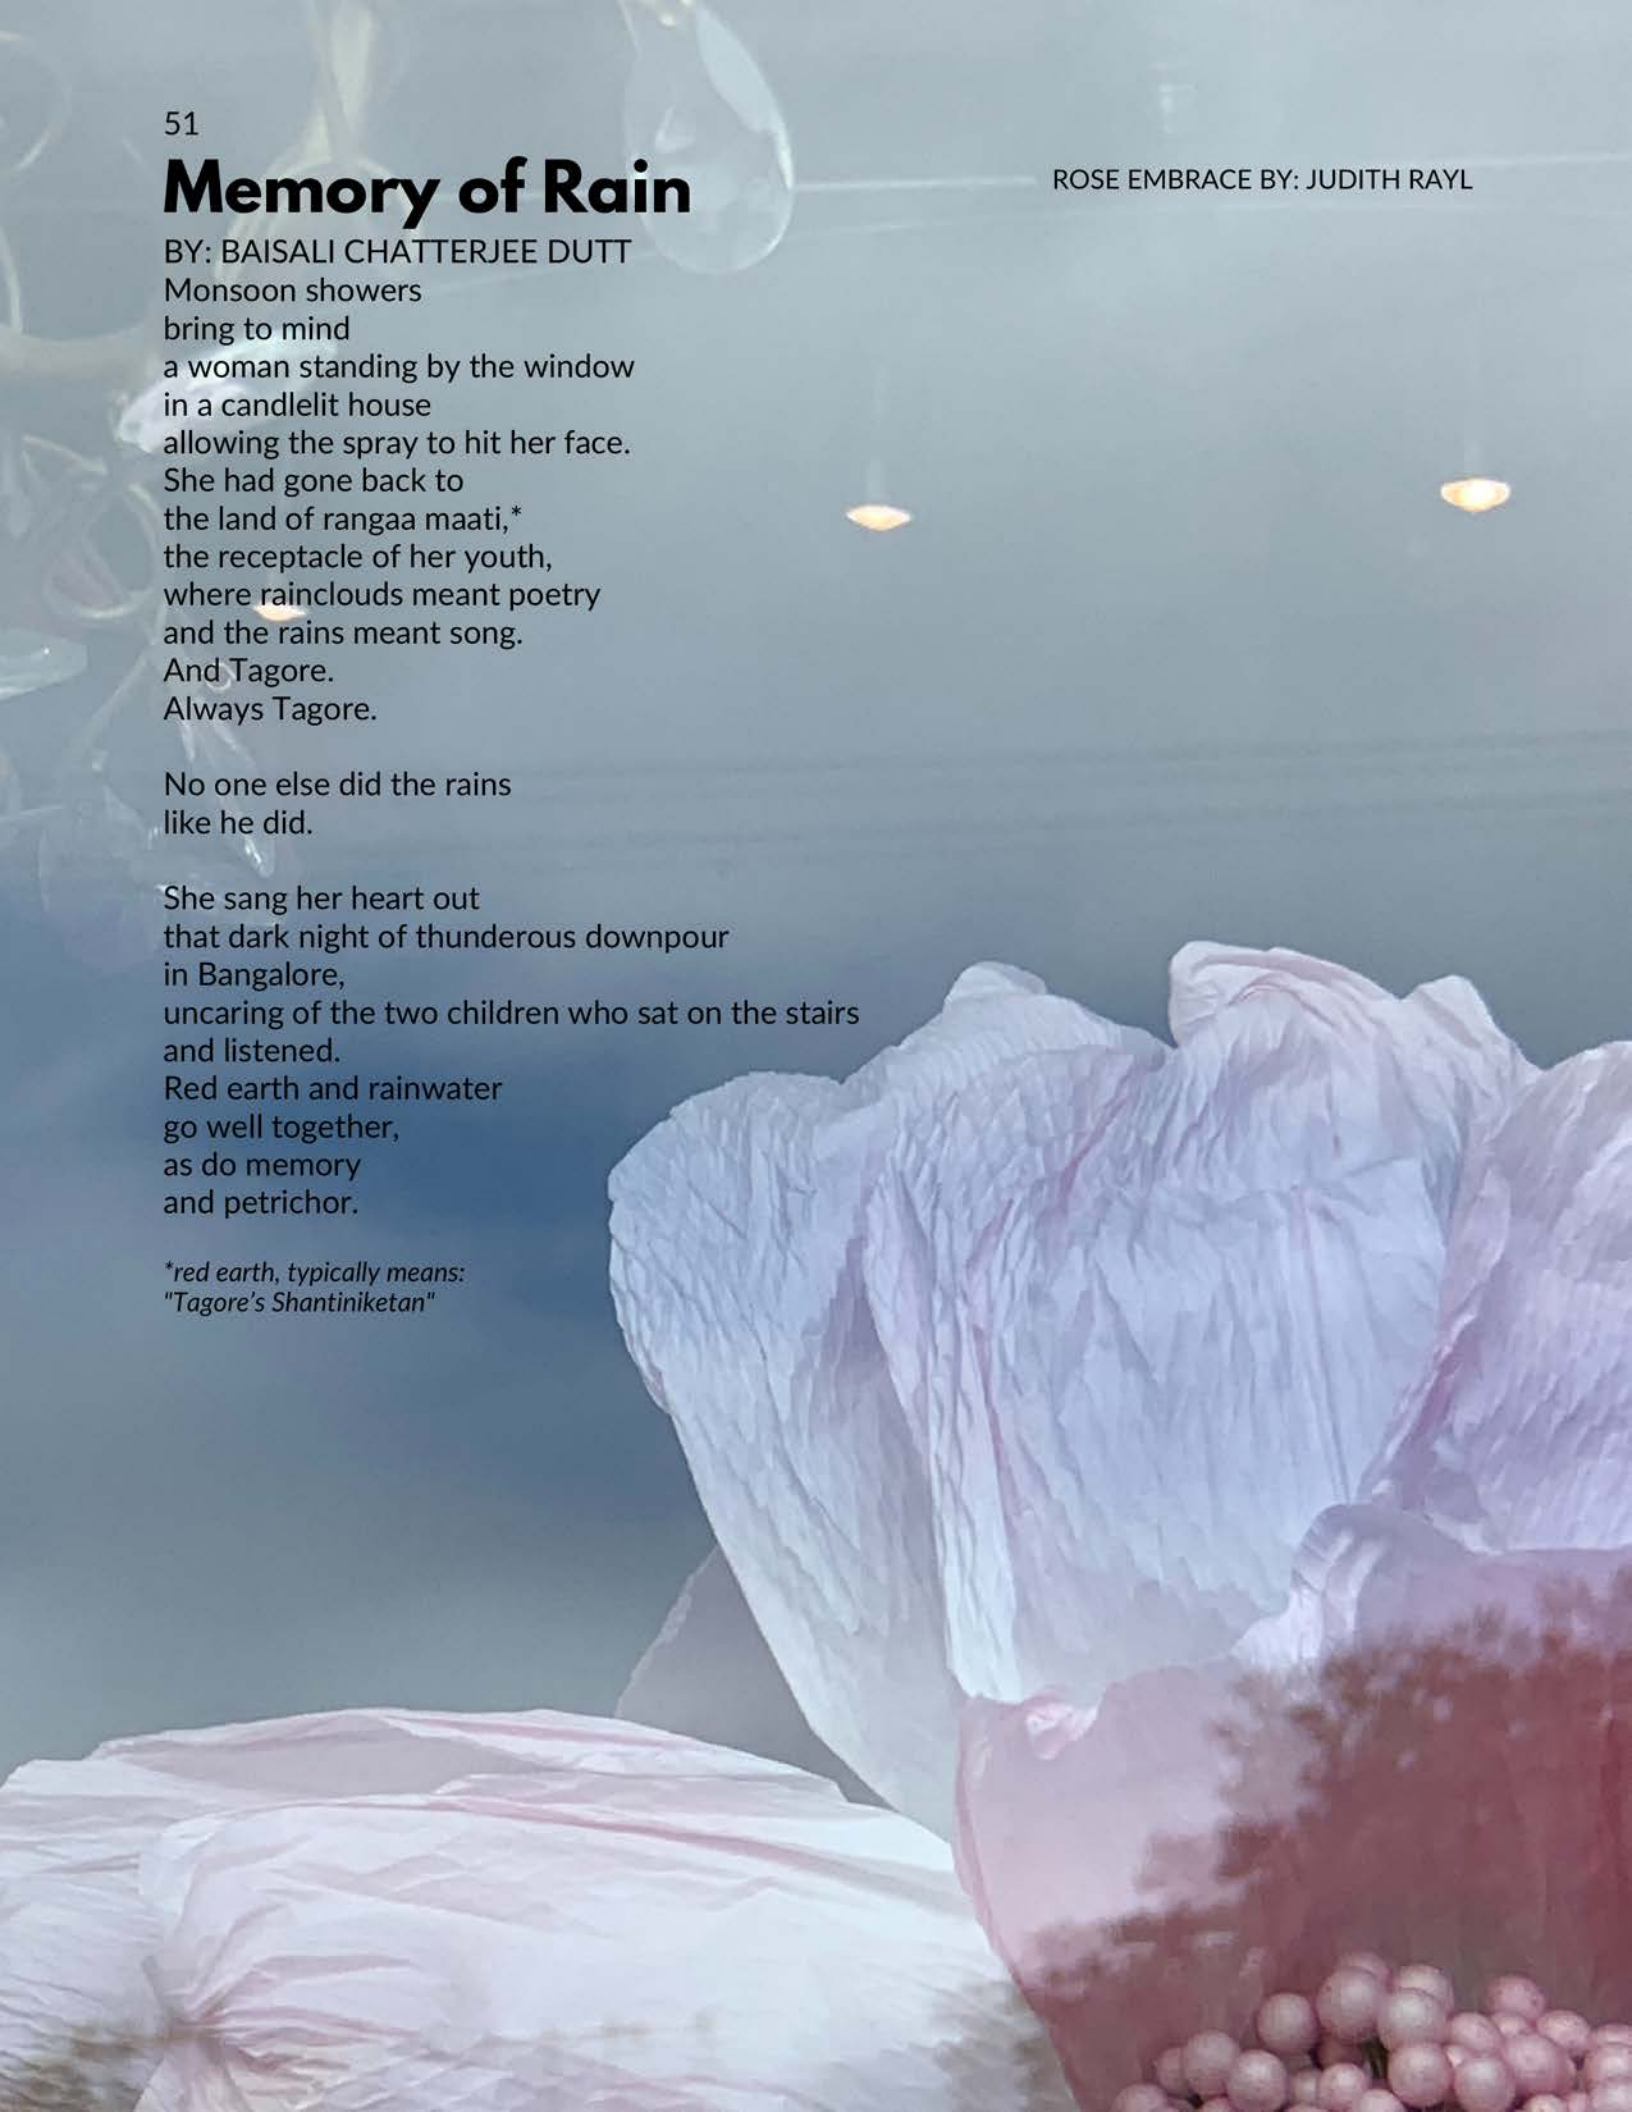 51
Memory of Rain
ROSE EMBRACE BY: JUDITH RAYL
BY: BAISALI CHATTERJEE DUTT
Monsoon showers
bring to mind
a woman standing by the window
in a candlelit house
allowing the spray to hit her face.
She had gone back to
the land of rangaa maati,*
the receptacle of her youth,
where rainclouds meant poetry
and the rains meant song.
And Tagore.
Always Tagore.
No one else did the rains
like he did.
She sang her heart out
that dark night of thunderous downpour
in Bangalore,
uncaring of the two children who sat on the stairs
and listened.
Red earth and rainwater
go well together,
as do memory
and petrichor.
*red earth, typically means:
"Tagore’s Shantiniketan"